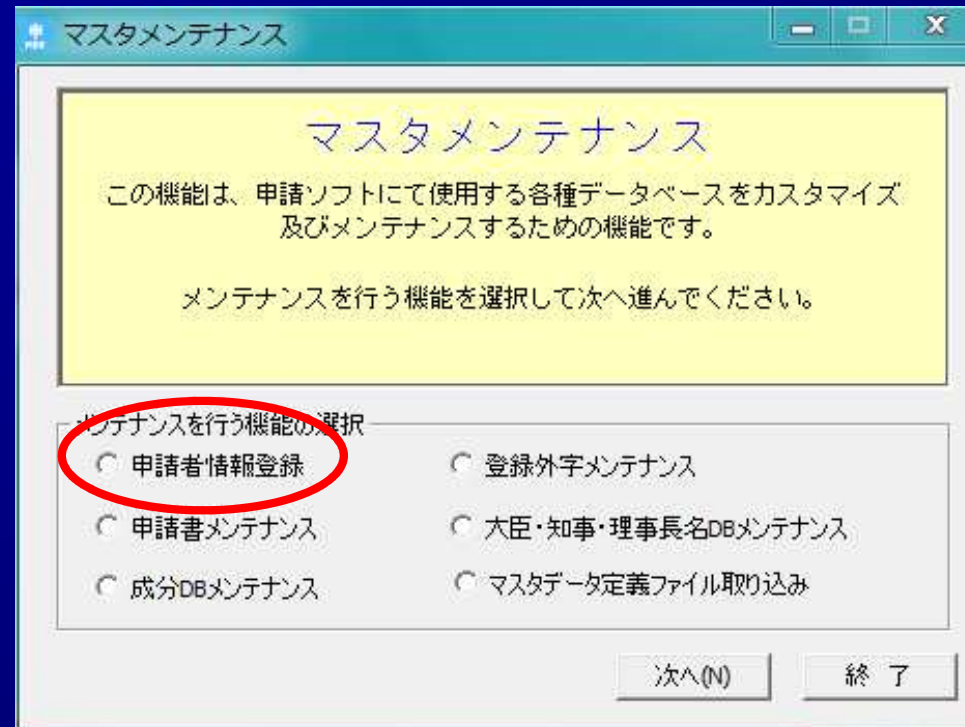 マスタメンテナンス
マスタメンテナンス
この機能は、申請ソフトにて使用する各種データベースをカスタマイズ
及びメンテナンスするための機能です。
メンテナンスを行う機能を選択して次へ進んでください。
メンテナンスを行う機能の選択
申請者情報登録
登録外字メンテナンス
申請書メンテナンス
大臣・知事・理事長名DBメンテナンス
成分DBメンテナンス
マスタデータ定義ファイル取り込み
次へ(N)
終 了